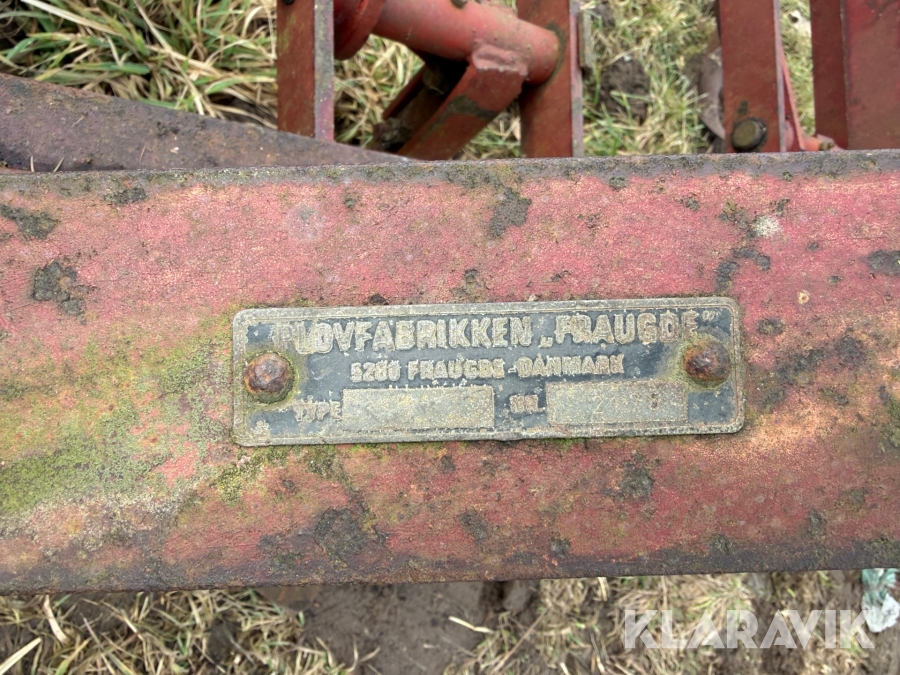 PLOVFABRIKKEN „FRAUGDE"
5260 FRAUGDE - DANMARK
TYPE NR.
KLARAVIK